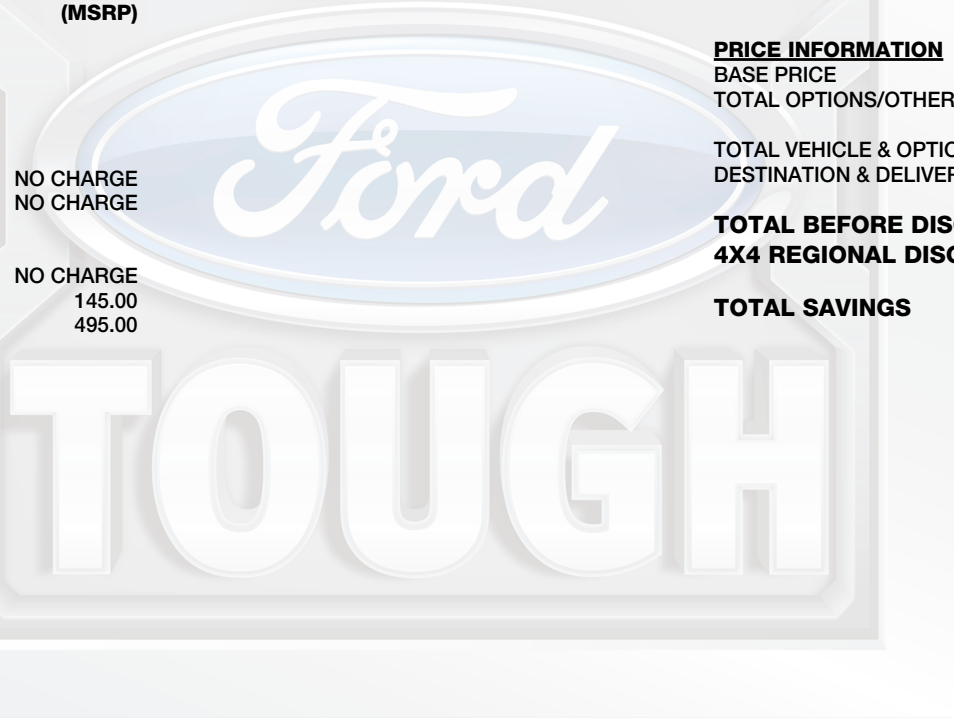 (MSRP)
NO CHARGE
NO CHARGE
NO CHARGE
145.00
495.00
PRICE INFORMATION
BASE PRICE
TOTAL OPTIONS/OTHER
TOTAL VEHICLE & OPTIO
DESTINATION & DELIVER
TOTAL BEFORE DISC
4X4 REGIONAL DISC
TOTAL SAVINGS
Ford
TOUGH